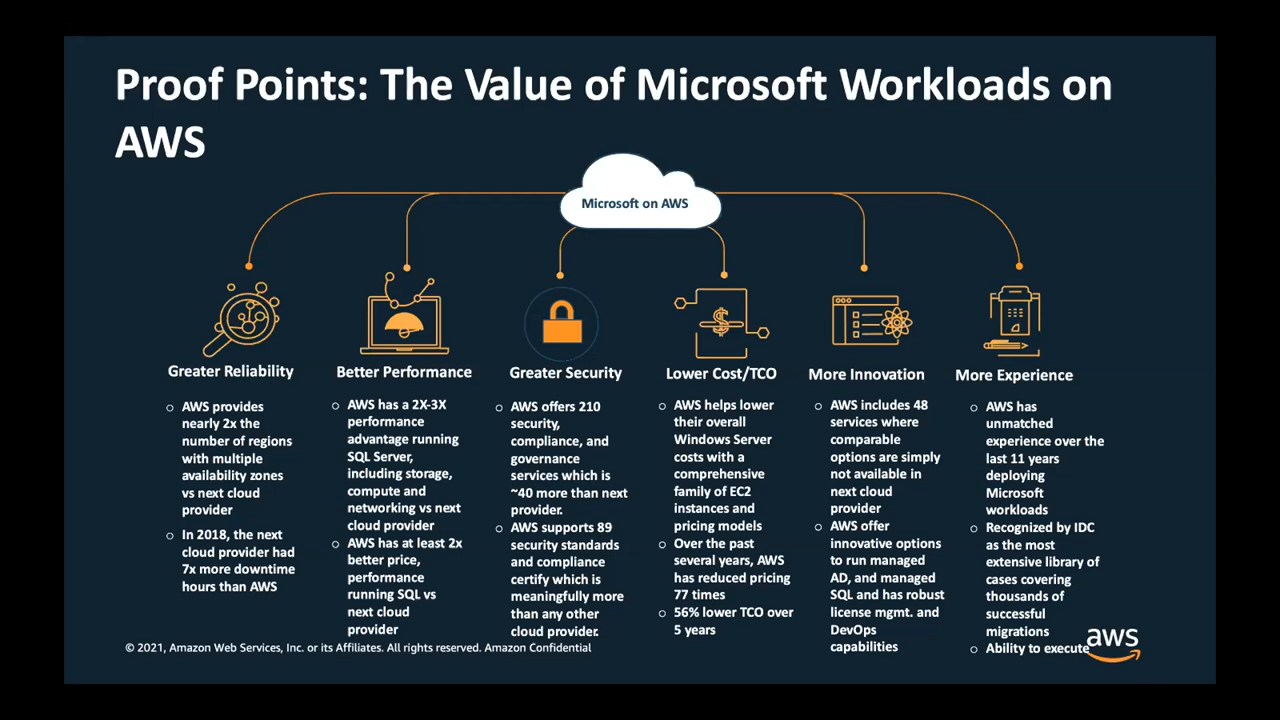 Proof Points: The Value of Microsoft Workloads on
AWS
Microsoft on AWS
Greater Reliability
AWS provides
nearly 2x the
number of regions
with multiple
availability zones
vs next cloud
provider
In 2018, the next
cloud provider had
7x more downtime
hours than AWS
Better Performance
AWS has a 2X-3X
performance
advantage running
SQL Server,
including storage,
compute and
networking vs next
cloud provider
AWS has at least 2x
better price,
performance
running SQL vs
next cloud
provider
Greater Security
AWS offers 210
security,
compliance, and
governance
services which is
~40 more than next
provider.
AWS supports 89
security standards
and compliance
certify which is
meaningfully more
than any other
cloud provider.
Lower Cost/TCO
AWS helps lower
their overall
Windows Server
costs with a
comprehensive
family of EC2
instances and
pricing models
Over the past
several years, AWS
has reduced pricing
77 times
56% lower TCO over
5 years
More Innovation
AWS includes 48
services where
comparable
options are simply
not available in
next cloud
provider
AWS offer
innovative options
to run managed
AD, and managed
SQL and has robust
license mgmt. and
DevOps
capabilities
More Experience
AWS has
unmatched
experience over the
last 11 years
deploying
Microsoft
workloads
Recognized by IDC
as the most
extensive library of
cases covering
thousands of
successful
migrations
Ability to execute
© 2021, Amazon Web Services, Inc. or its Affiliates. All rights reserved. Amazon Confidential
aws